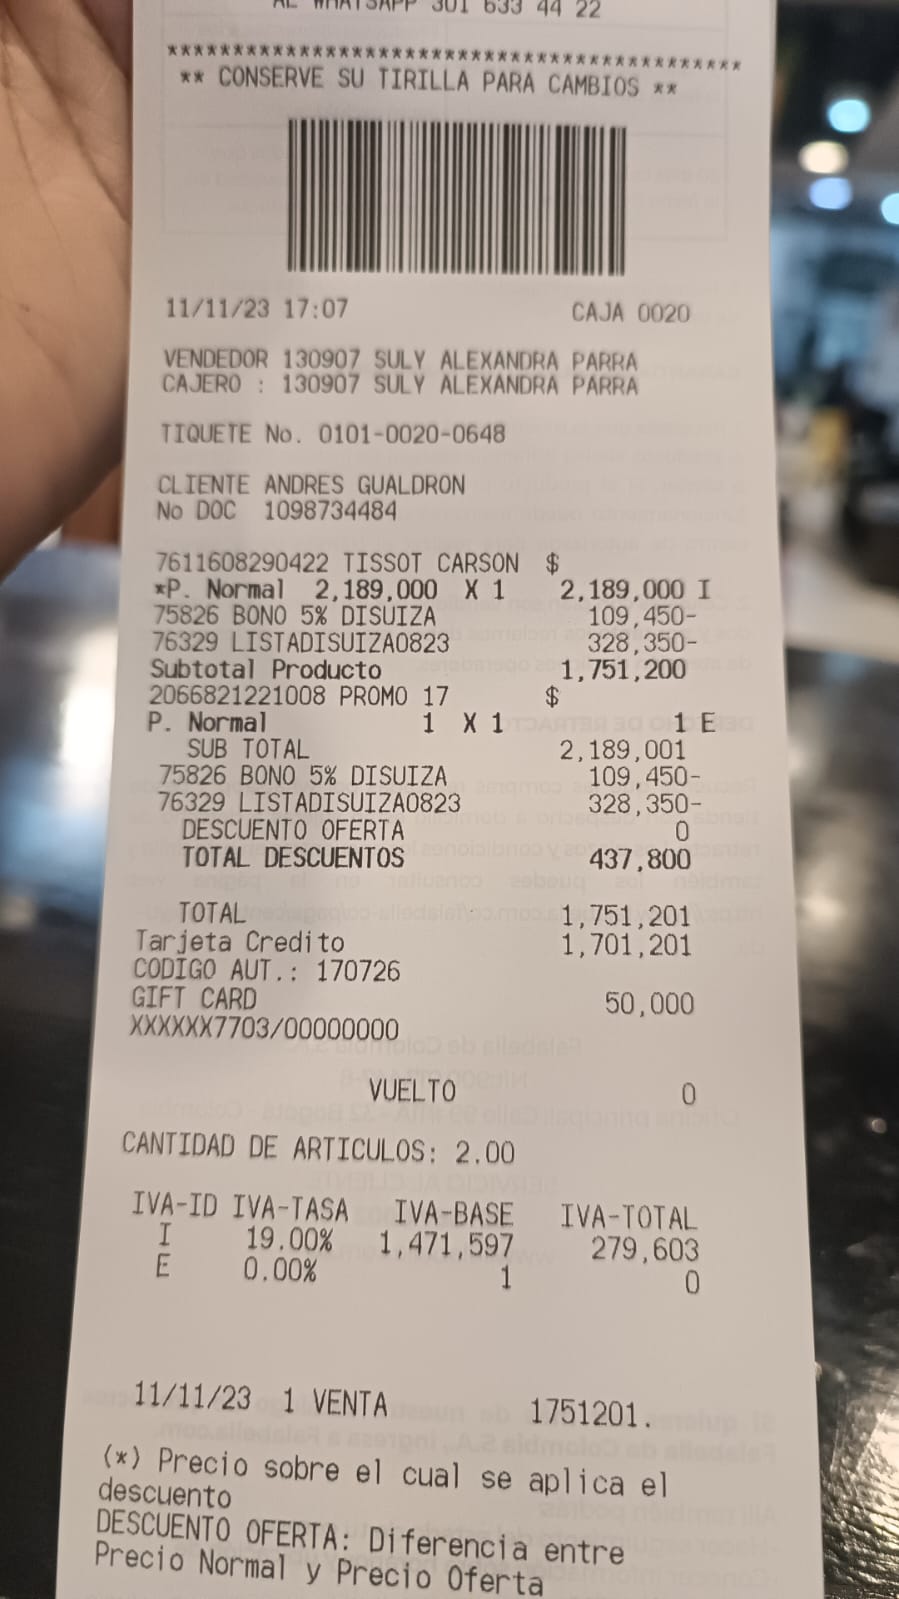 AL WHATSAPP 301 633 44 22
******************************************
** CONSERVE SU TIRILLA PARA CAMBIOS **
11/11/23 17:07 CAJA 0020
VENDEDOR 130907 SULY ALEXANDRA PARRA
CAJERO : 130907 SULY ALEXANDRA PARRA
TIQUETE No. 0101-0020-0648
CLIENTE ANDRES GUALDRON
No DOC 1098734484
7611608290422 TISSOT CARSON $
*P. Normal 2,189,000 X 1 2,189,000 I
75826 BONO 5% DISUIZA 109,450-
76329 LISTADISUIZA0823 328,350-
Subtotal Producto 1,751,200
2066821221008 PROMO 17 $
P. Normal 1 X 1 1 E
SUB TOTAL 2,189,001
75826 BONO 5% DISUIZA 109,450-
76329 LISTADISUIZA0823 328,350-
DESCUENTO OFERTA 0
TOTAL DESCUENTOS 437,800
TOTAL 1,751,201
Tarjeta Credito 1,701,201
CODIGO AUT.: 170726
GIFT CARD 50,000
XXXXXX7703/00000000
VUELTO 0
CANTIDAD DE ARTICULOS: 2.00
IVA-ID IVA-TASA IVA-BASE IVA-TOTAL
I 19.00% 1,471,597 279,603
E 0.00% 1 0
11/11/23 1 VENTA 1751201.
(*) Precio sobre el cual se aplica el
descuento
DESCUENTO OFERTA: Diferencia entre
Precio Normal y Precio Oferta